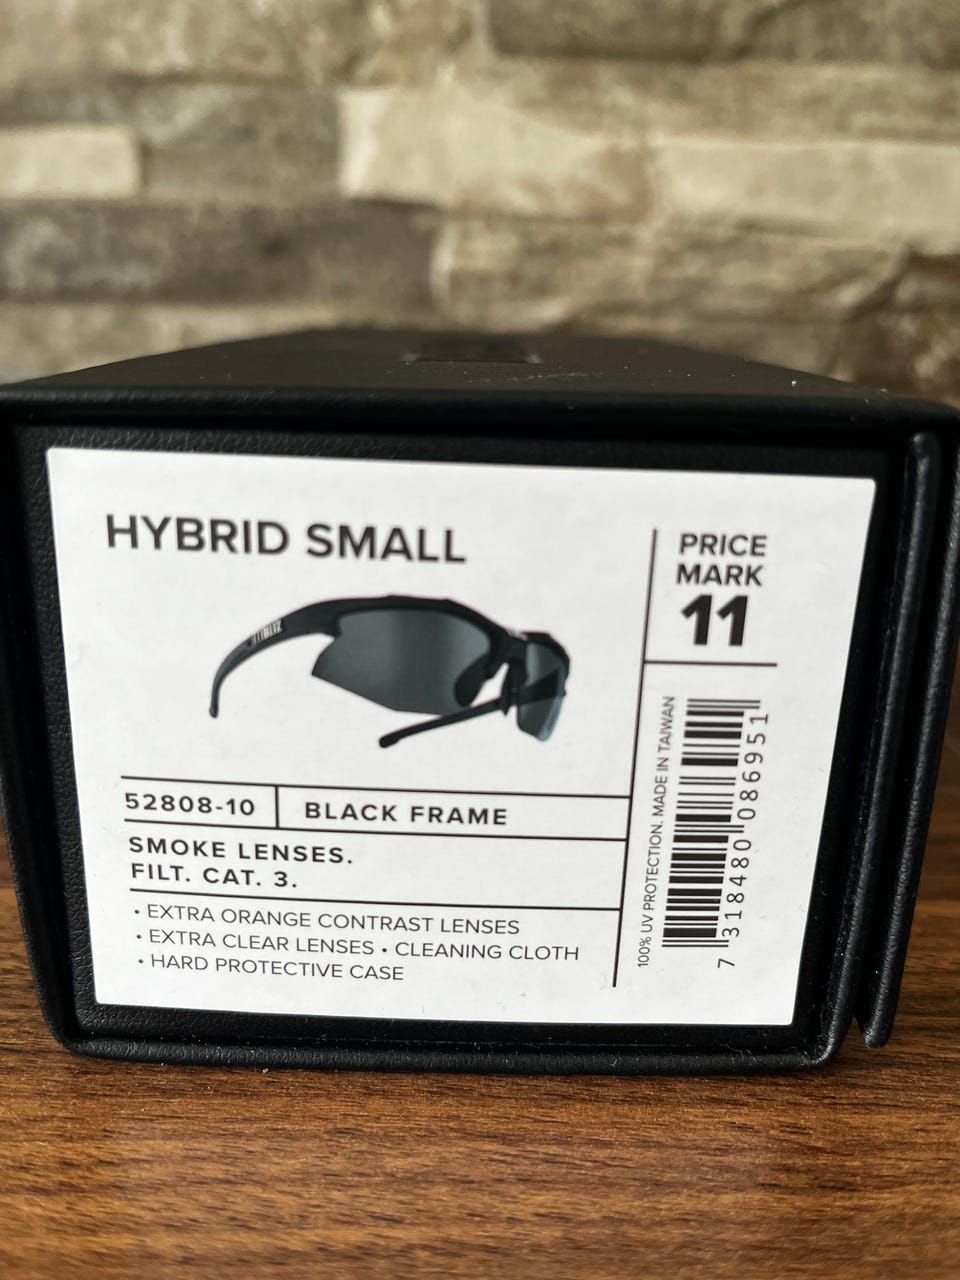 HYBRID SMALL
BLIZ
52808-10
BLACK FRAME
SMOKE LENSES.
FILT. CAT. 3.
• EXTRA ORANGE CONTRAST LENSES
• EXTRA CLEAR LENSES • CLEANING CLOTH
• HARD PROTECTIVE CASE
PRICE
MARK
11
100% UV PROTECTION. MADE IN TAIWAN
7 318480 086951